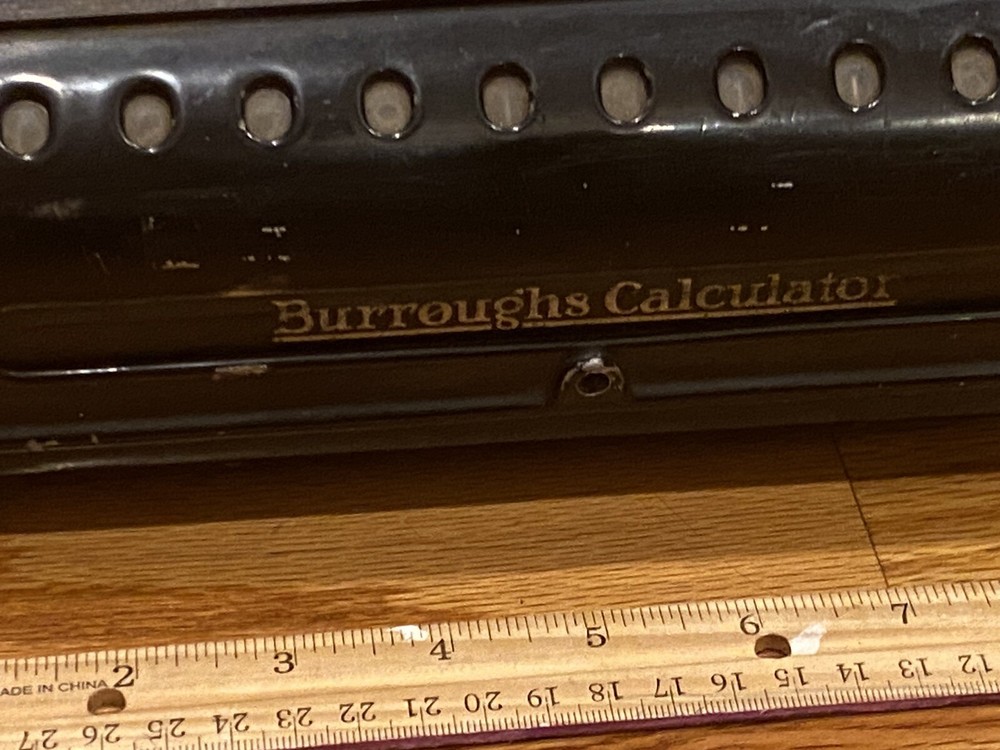 Burroughs Calculator
2 3 4 5 6 7
ADE IN CHINA
27 26 25 24 23 22 21 20 19 18 17 16 15 14 13 12